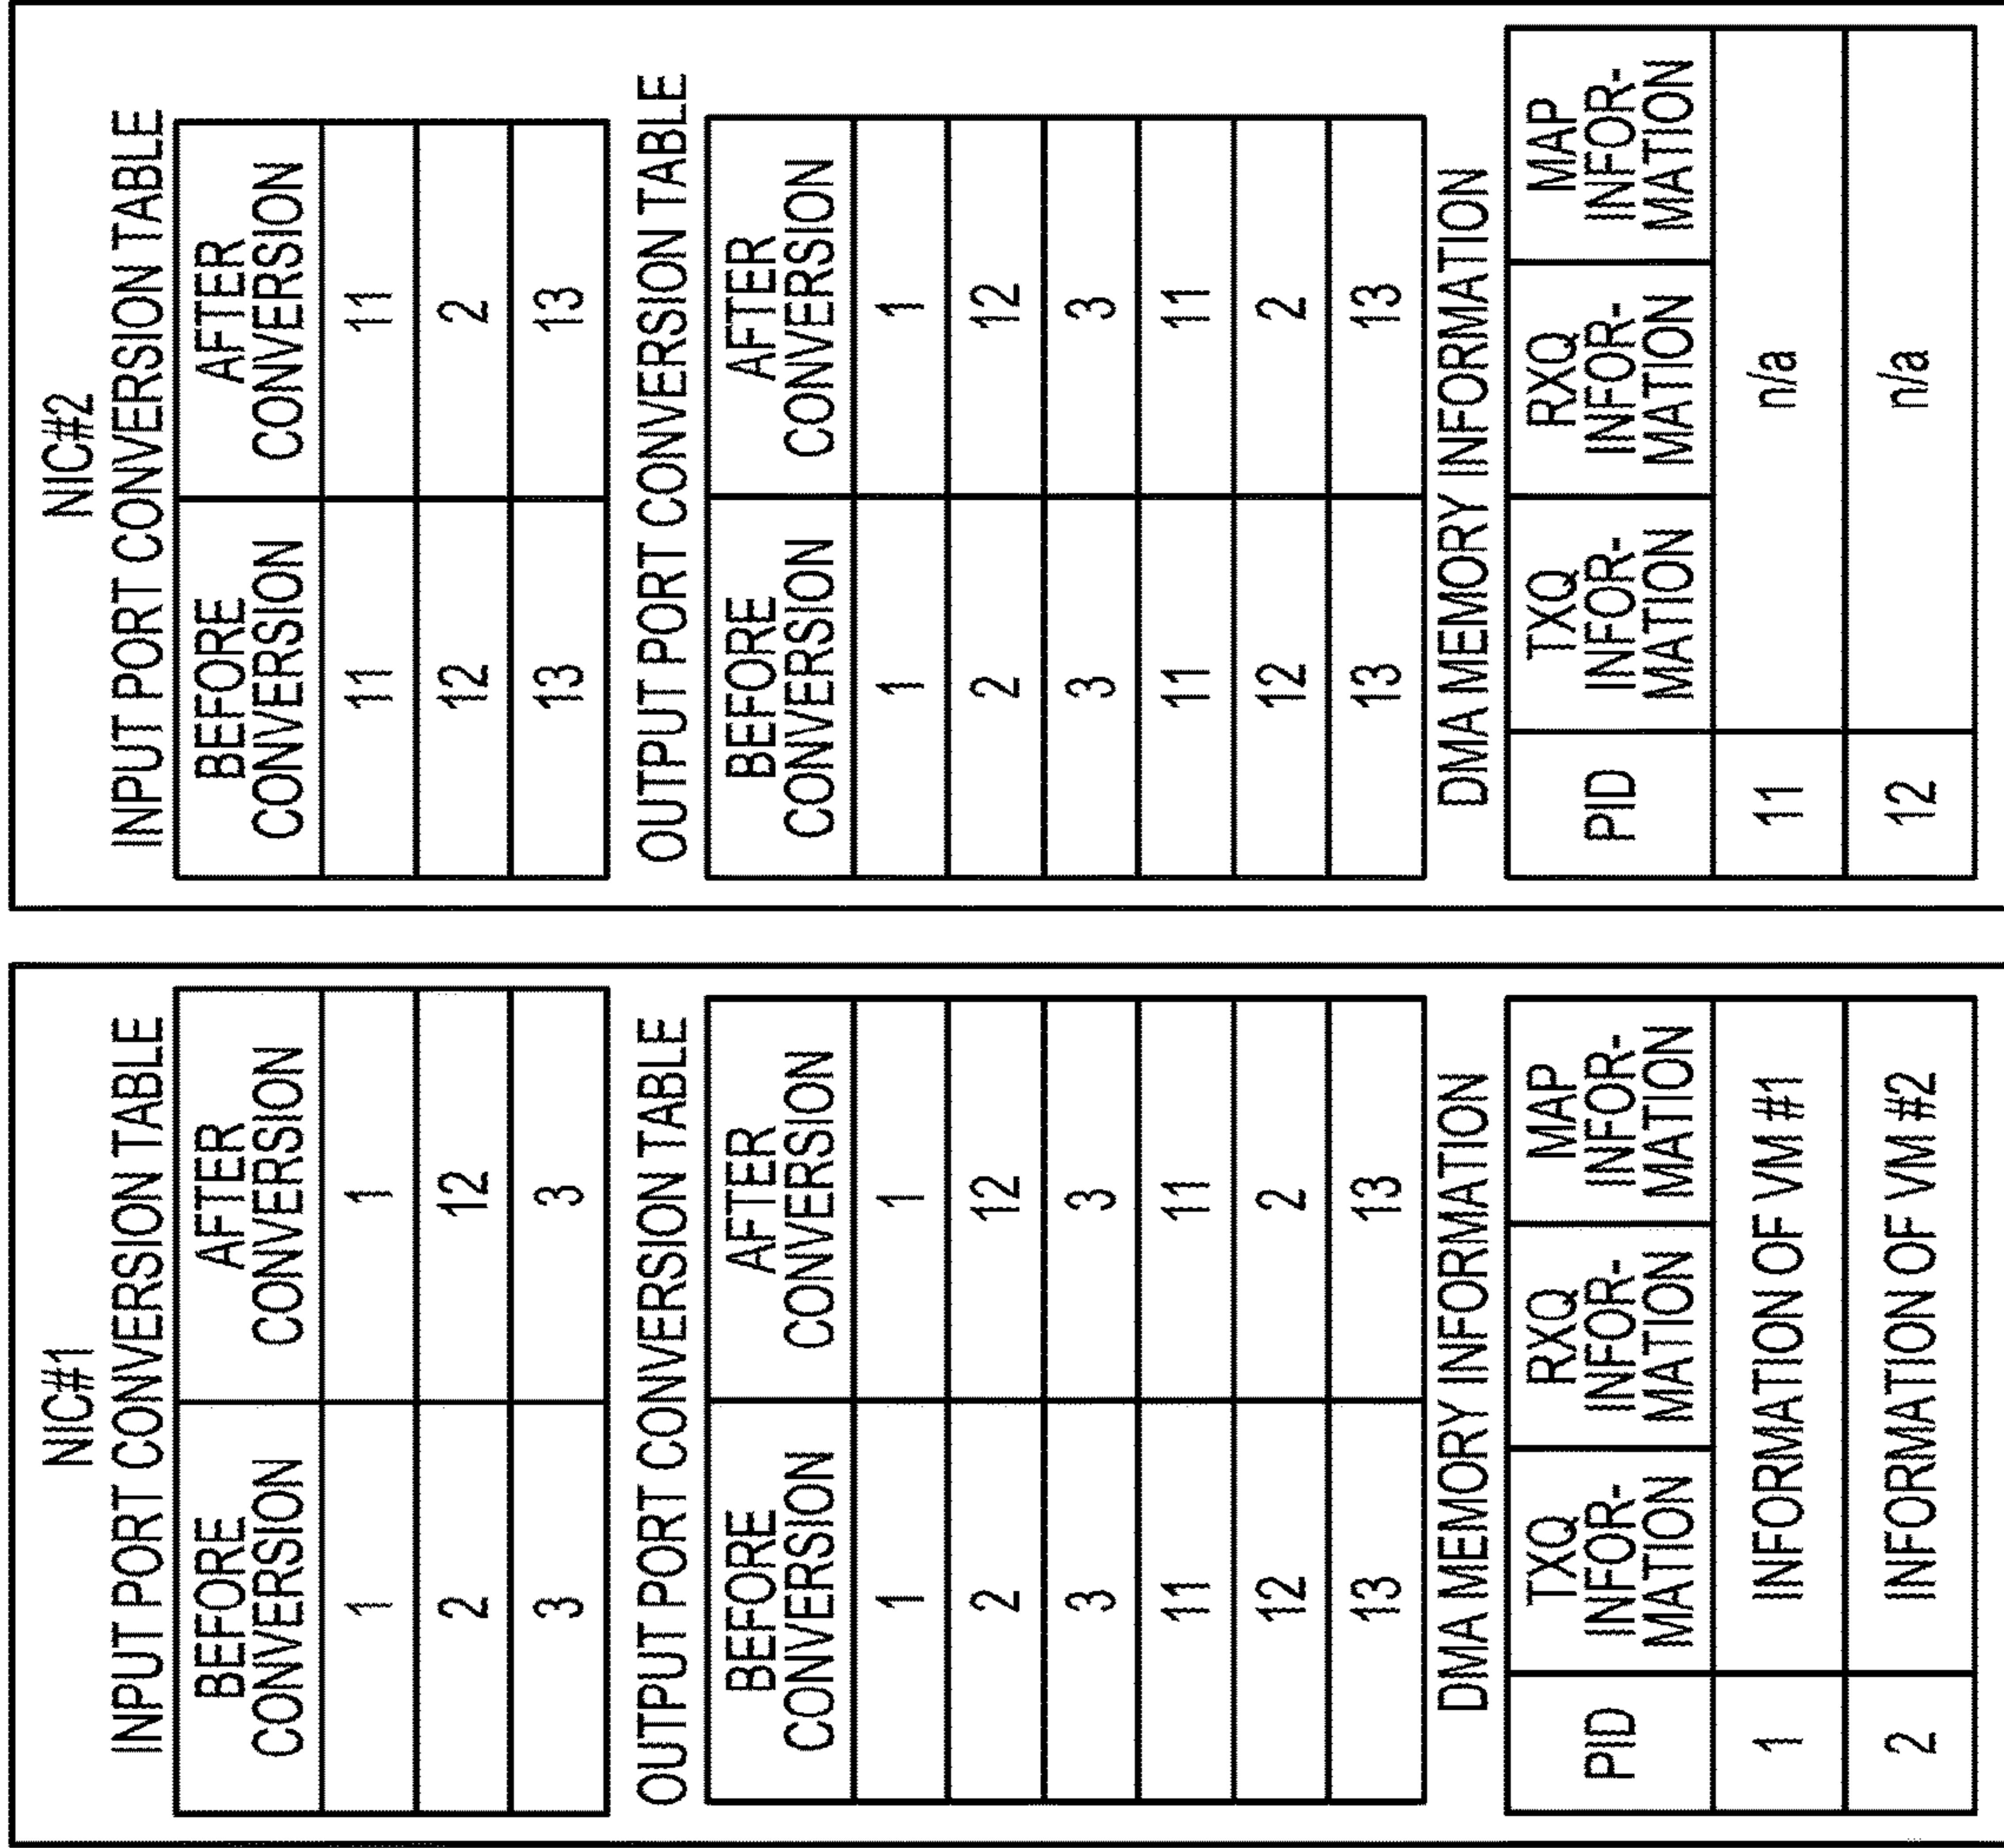 NIC#1
INPUT PORT CONVERSION TABLE
BEFORE CONVERSION AFTER CONVERSION
1 1
2 12
3 3
OUTPUT PORT CONVERSION TABLE
BEFORE CONVERSION AFTER CONVERSION
1 1
2 12
3 3
11 11
12 2
13 13
DMA MEMORY INFORMATION
PID TXQ INFOR-MATION RXQ INFOR-MATION MAP INFOR-MATION
1 INFORMATION OF VM #1
2 INFORMATION OF VM #2
NIC#2
INPUT PORT CONVERSION TABLE
BEFORE CONVERSION AFTER CONVERSION
11 11
12 2
13 13
OUTPUT PORT CONVERSION TABLE
BEFORE CONVERSION AFTER CONVERSION
1 1
2 12
3 3
11 11
12 2
13 13
DMA MEMORY INFORMATION
PID TXQ INFOR-MATION RXQ INFOR-MATION MAP INFOR-MATION
11 n/a
12 n/a